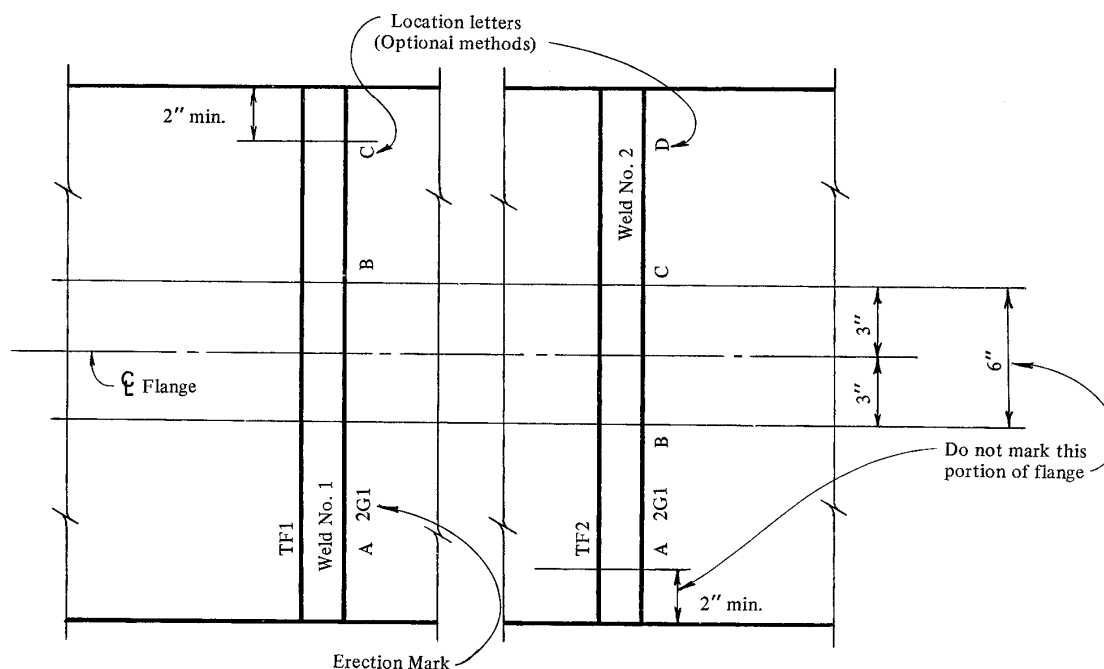 Location letters
(Optional methods)
2" min.
C
D
Weld No. 2
B
C
3"
6"
℄ Flange
3"
B
Do not mark this
portion of flange
TF1
Weld No. 1
A 2G1
TF2
A 2G1
2" min.
Erection Mark